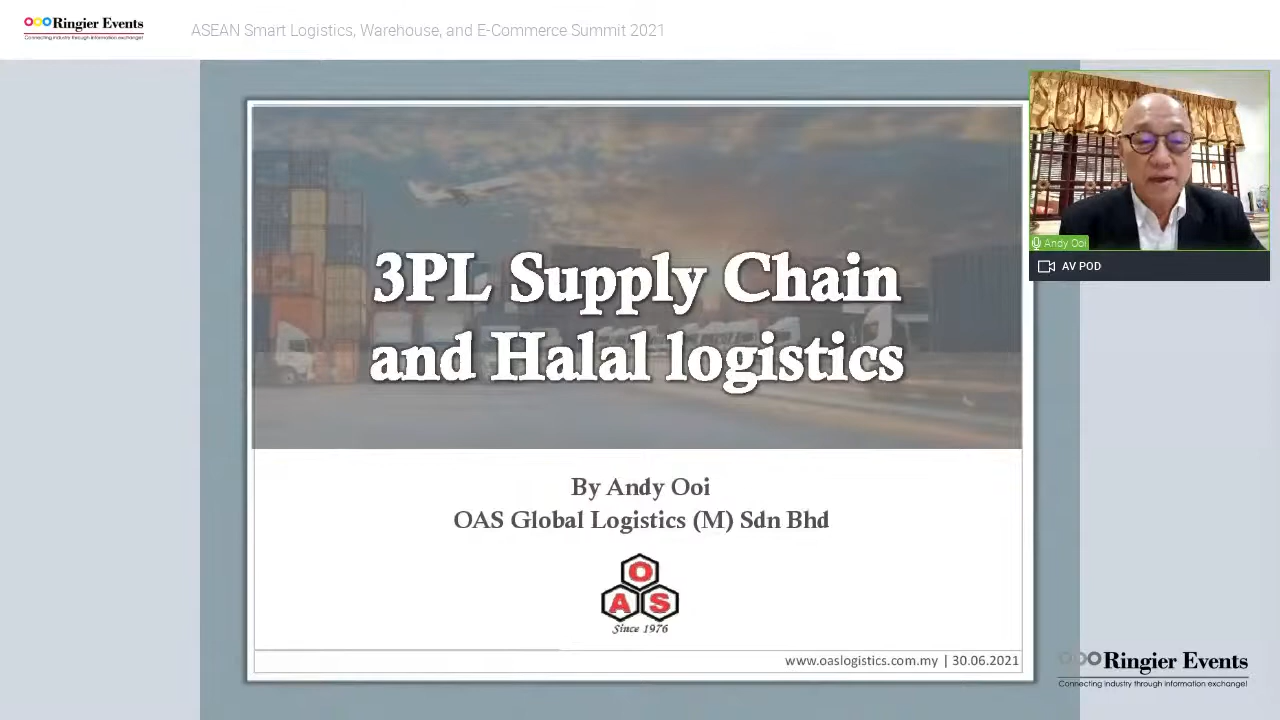 Ringier Events
Connecting industry through information exchange!
ASEAN Smart Logistics, Warehouse, and E-Commerce Summit 2021
3PL Supply Chain
and Halal logistics
Andy Ooi
AV POD
By Andy Ooi
OAS Global Logistics (M) Sdn Bhd
O
A S
Since 1976
www.oaslogistics.com.my | 30.06.2021
Ringier Events
Connecting industry through information exchange!